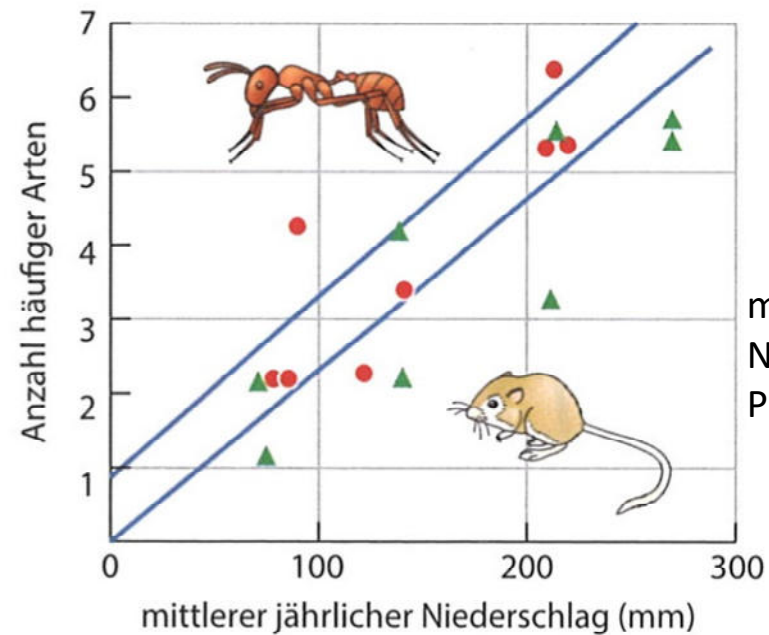 Anzahl häufiger Arten
7
6
5
4
3
2
1
0 100 200 300
mittlerer jährlicher Niederschlag (mm)
m
N
P